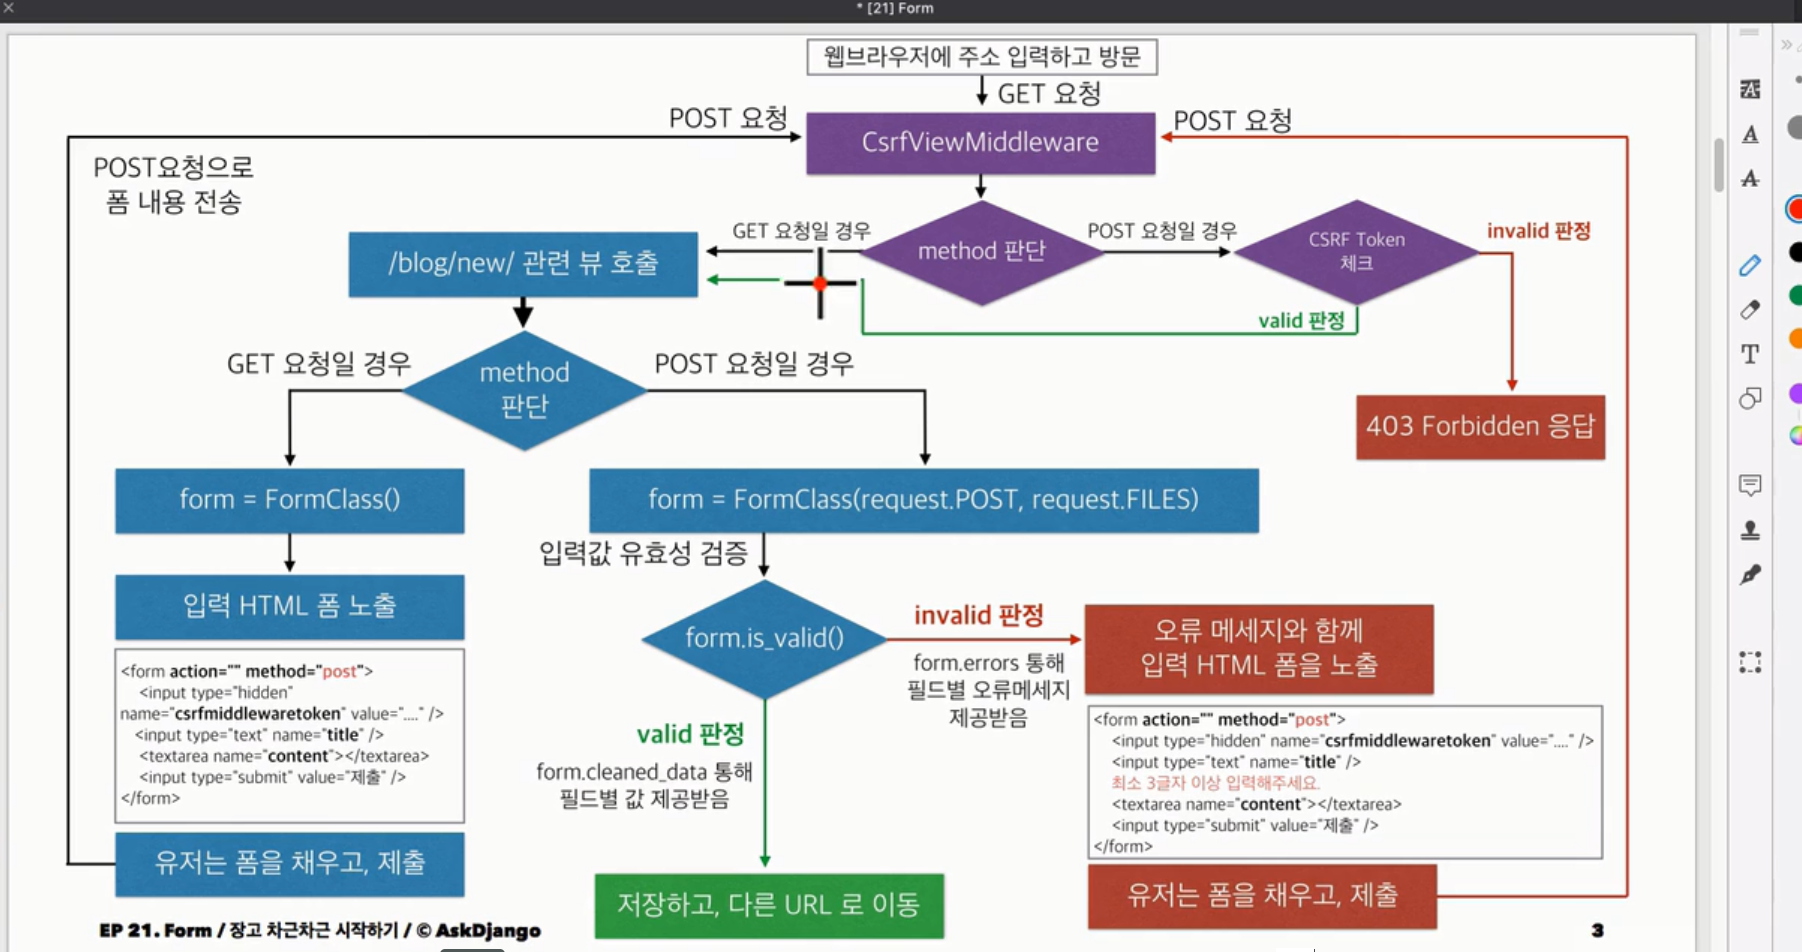 * [21] Form
웹브라우저에 주소 입력하고 방문
GET 요청
POST 요청
CsrfViewMiddleware
POST 요청
POST요청으로
폼 내용 전송
GET 요청일 경우
method 판단
POST 요청일 경우
CSRF Token
체크
invalid 판정
/blog/new/ 관련 뷰 호출
valid 판정
GET 요청일 경우
method
판단
POST 요청일 경우
403 Forbidden 응답
form = FormClass()
form = FormClass(request.POST, request.FILES)
입력값 유효성 검증
입력 HTML 폼 노출
form.is_valid()
invalid 판정
form.errors 통해
필드별 오류메세지
제공받음
오류 메세지와 함께
입력 HTML 폼을 노출
<form action="" method="post">
<input type="hidden"
name="csrfmiddlewaretoken" value="...." />
<input type="text" name="title" />
<textarea name="content"></textarea>
<input type="submit" value="제출" />
</form>
valid 판정
form.cleaned_data 통해
필드별 값 제공받음
<form action="" method="post">
<input type="hidden" name="csrfmiddlewaretoken" value="...." />
<input type="text" name="title" />
최소 3글자 이상 입력해주세요.
<textarea name="content"></textarea>
<input type="submit" value="제출" />
</form>
유저는 폼을 채우고, 제출
저장하고, 다른 URL 로 이동
유저는 폼을 채우고, 제출
EP 21. Form / 장고 차근차근 시작하기 / © AskDjango
3